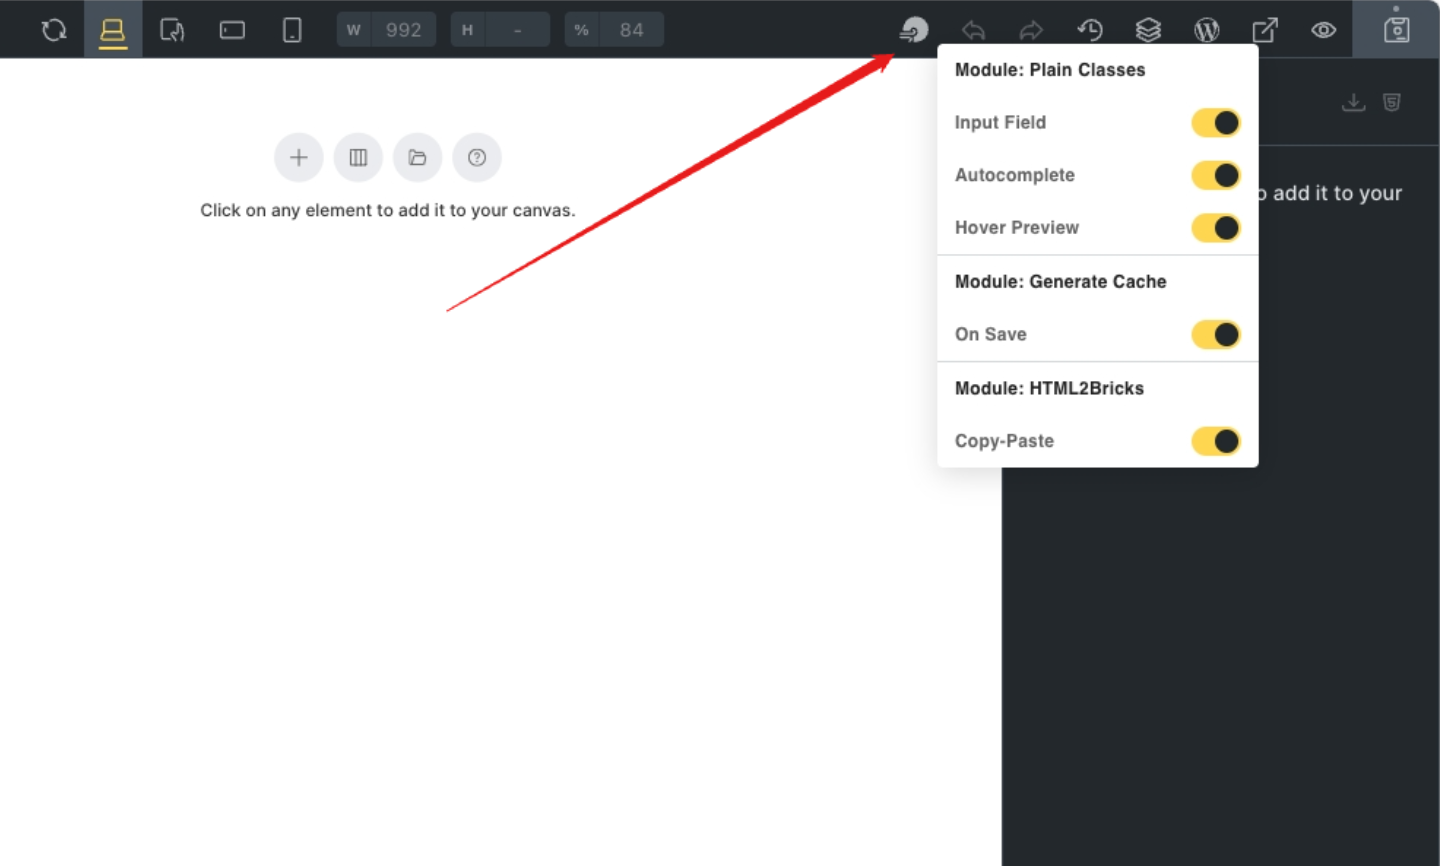 W 992 H - % 84
Module: Plain Classes
Input Field
Autocomplete
Hover Preview
Module: Generate Cache
On Save
Module: HTML2Bricks
Copy-Paste
Click on any element to add it to your canvas.
add it to your